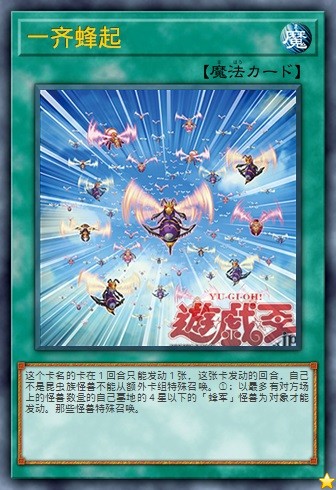 一齐蜂起
魔
【魔法カード】
YU-GI-OH!
遊戯王
这个卡名的卡在1回合只能发动1张，这张卡发动的回合，自己
不是昆虫族怪兽不能从额外卡组特殊召唤。①：以最多有对方场
上的怪兽数量的自己墓地的4星以下的「蜂军」怪兽为对象才能
发动。那些怪兽特殊召唤。